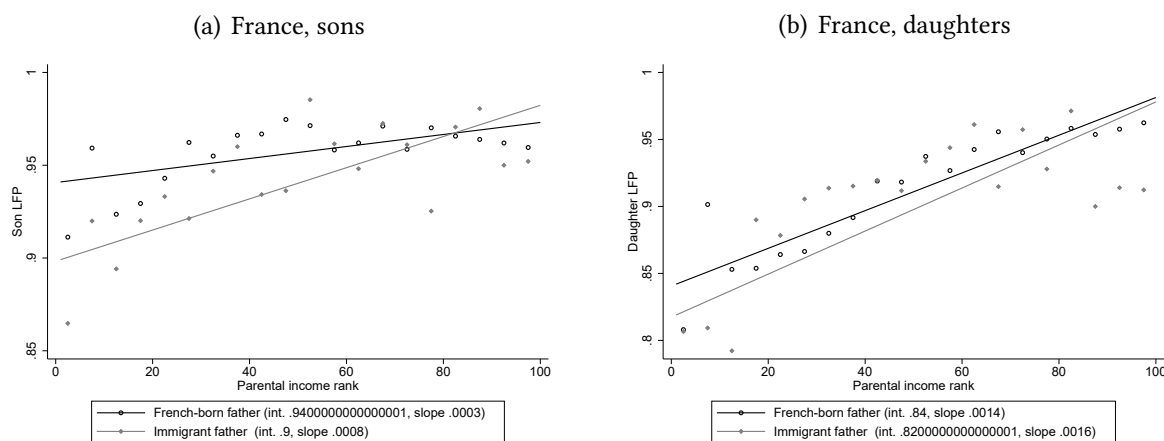 (a) France, sons
Son LFP
1
.95
.9
.85
0 20 40 60 80 100
Parental income rank
French-born father (int. .9400000000000001, slope .0003)
Immigrant father (int. .9, slope .0008)
(b) France, daughters
Daughter LFP
1
.95
.9
.85
.8
0 20 40 60 80 100
Parental income rank
French-born father (int. .84, slope .0014)
Immigrant father (int. .8200000000000001, slope .0016)